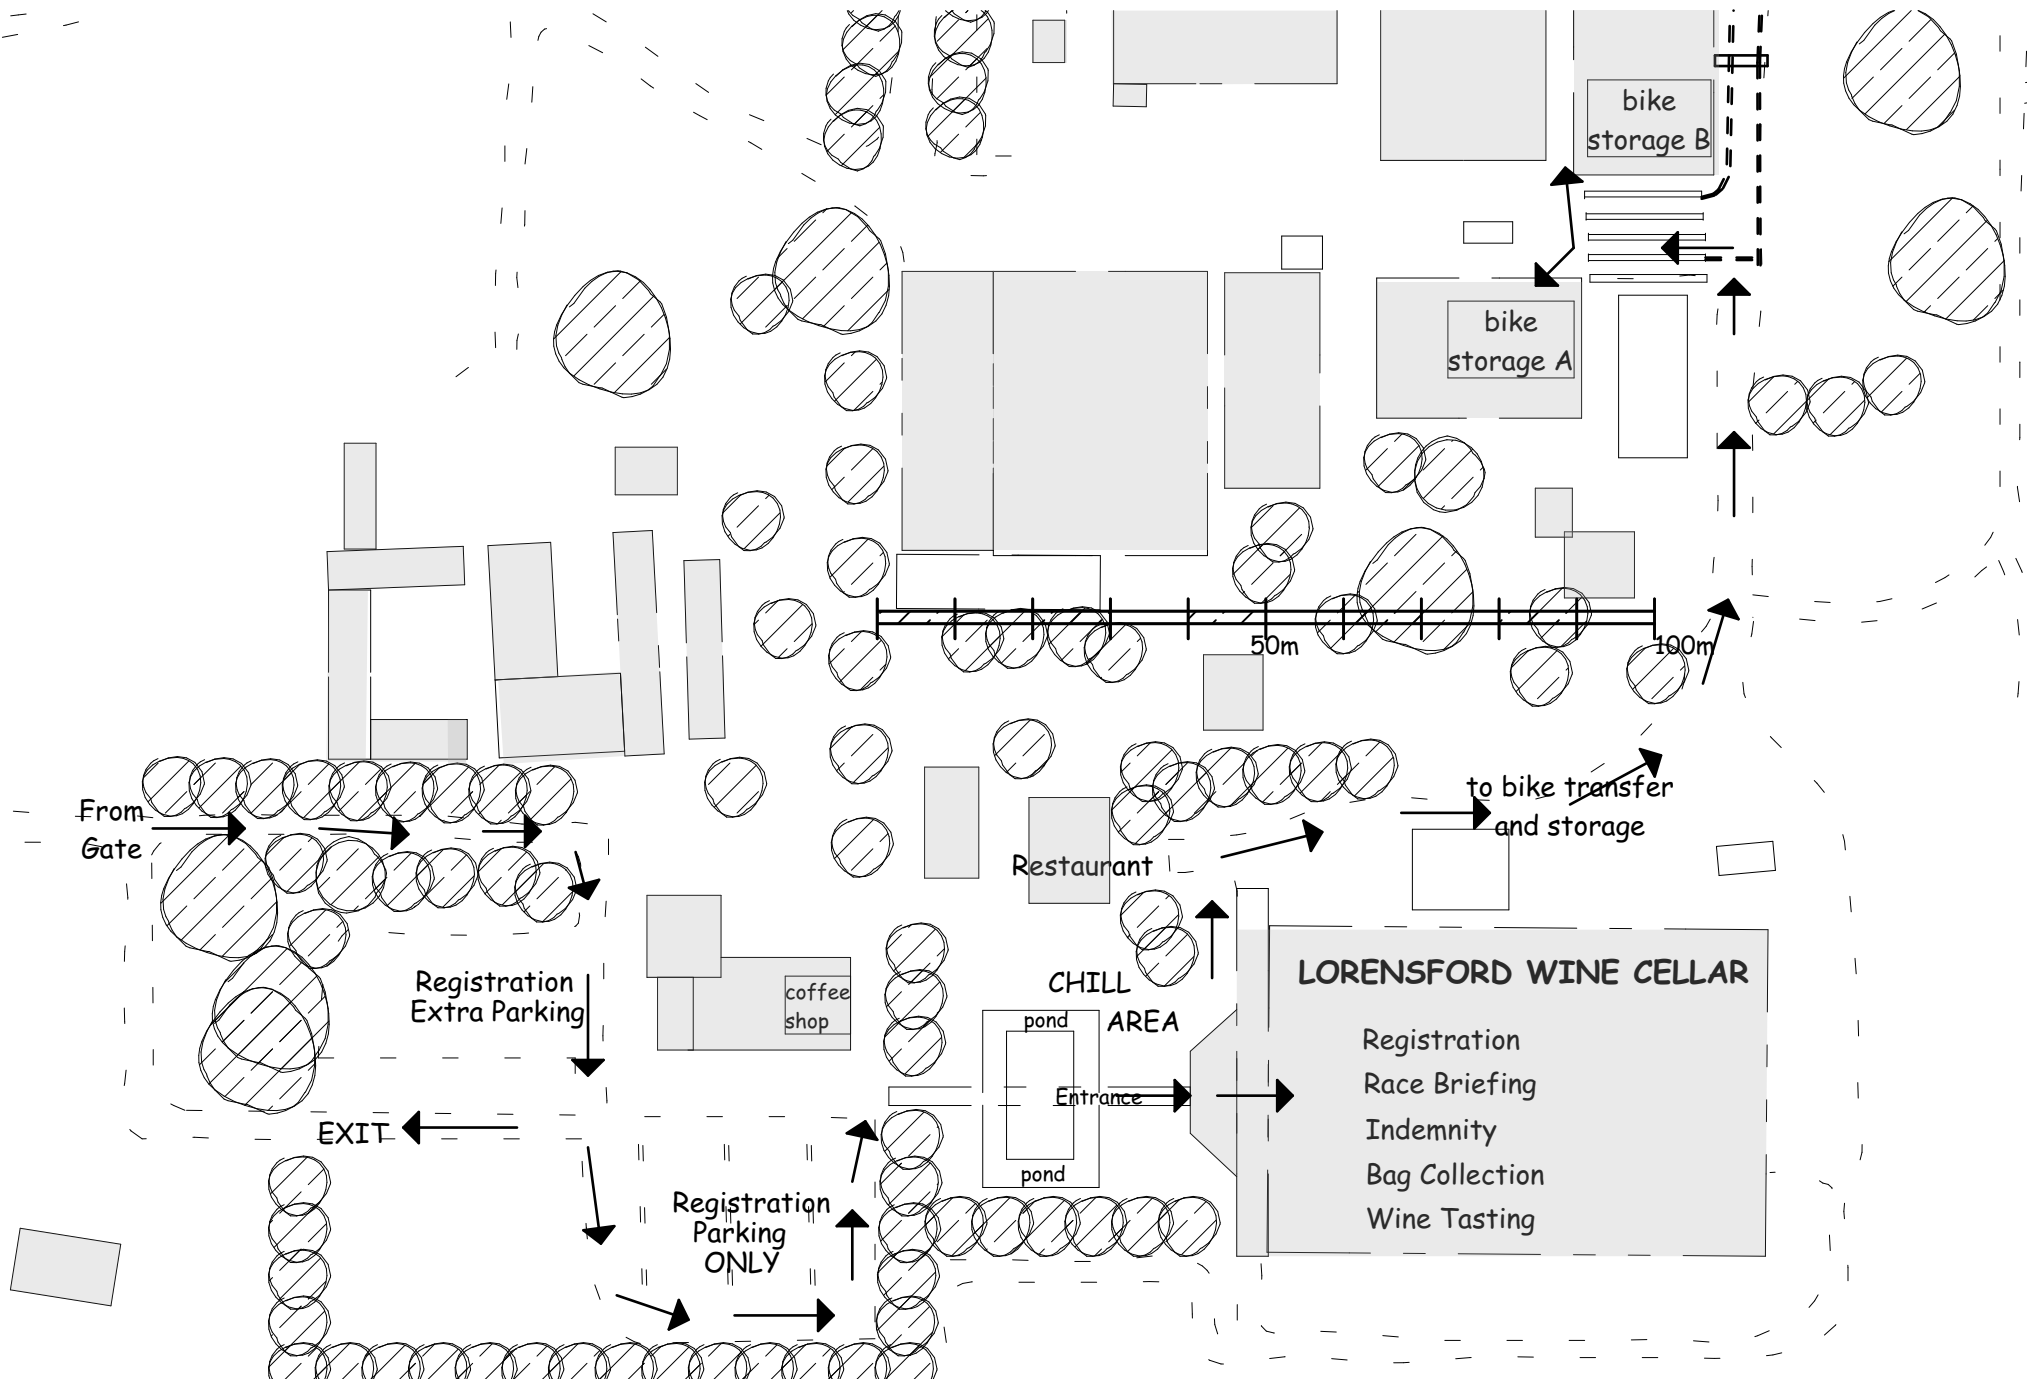 bike
storage B
bike
storage A
50m
100m
From
Gate
to bike transfer
and storage
Restaurant
Registration
Extra Parking
coffee
shop
CHILL
AREA
pond
Entrance
pond
EXIT
Registration
Parking
ONLY
LORENSFORD WINE CELLAR
Registration
Race Briefing
Indemnity
Bag Collection
Wine Tasting